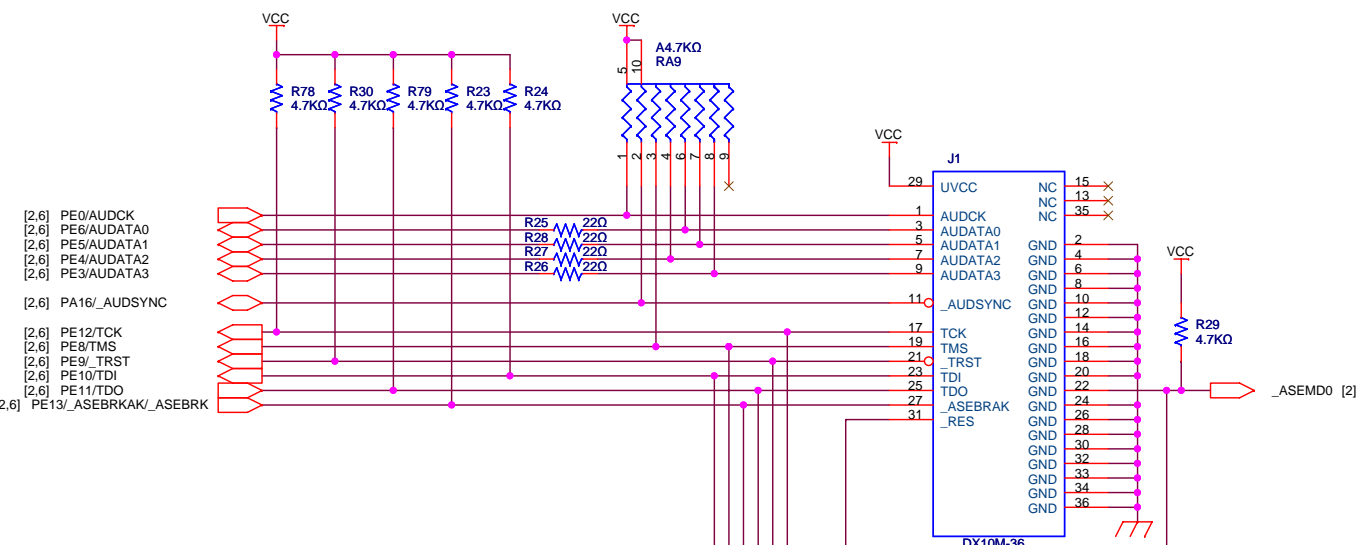 VCC
VCC
A4.7KΩ
RA9
5
10
R78
4.7KΩ
R30
4.7KΩ
R79
4.7KΩ
R23
4.7KΩ
R24
4.7KΩ
1
2
3
4
6
7
8
9
VCC
J1
29 UVCC
NC 15
NC 13
NC 35
[2,6] PE0/AUDCK
1 AUDCK
[2,6] PE6/AUDATA0
R25 22Ω
3 AUDATA0
[2,6] PE5/AUDATA1
R28 22Ω
5 AUDATA1
GND 2
[2,6] PE4/AUDATA2
R27 22Ω
7 AUDATA2
GND 4
[2,6] PE3/AUDATA3
R26 22Ω
9 AUDATA3
GND 6
GND 8
[2,6] PA16/_AUDSYNC
11 _AUDSYNC
GND 10
GND 12
[2,6] PE12/TCK
17 TCK
GND 14
[2,6] PE8/TMS
19 TMS
GND 16
[2,6] PE9/_TRST
21 _TRST
GND 18
[2,6] PE10/TDI
23 TDI
GND 20
[2,6] PE11/TDO
25 TDO
GND 22
2,6] PE13/_ASEBRKAK/_ASEBRK
27 _ASEBRAK
GND 24
31 _RES
GND 26
GND 28
GND 30
GND 32
GND 33
GND 34
GND 36
VCC
R29
4.7KΩ
_ASEMD0 [2]
DX10M-36